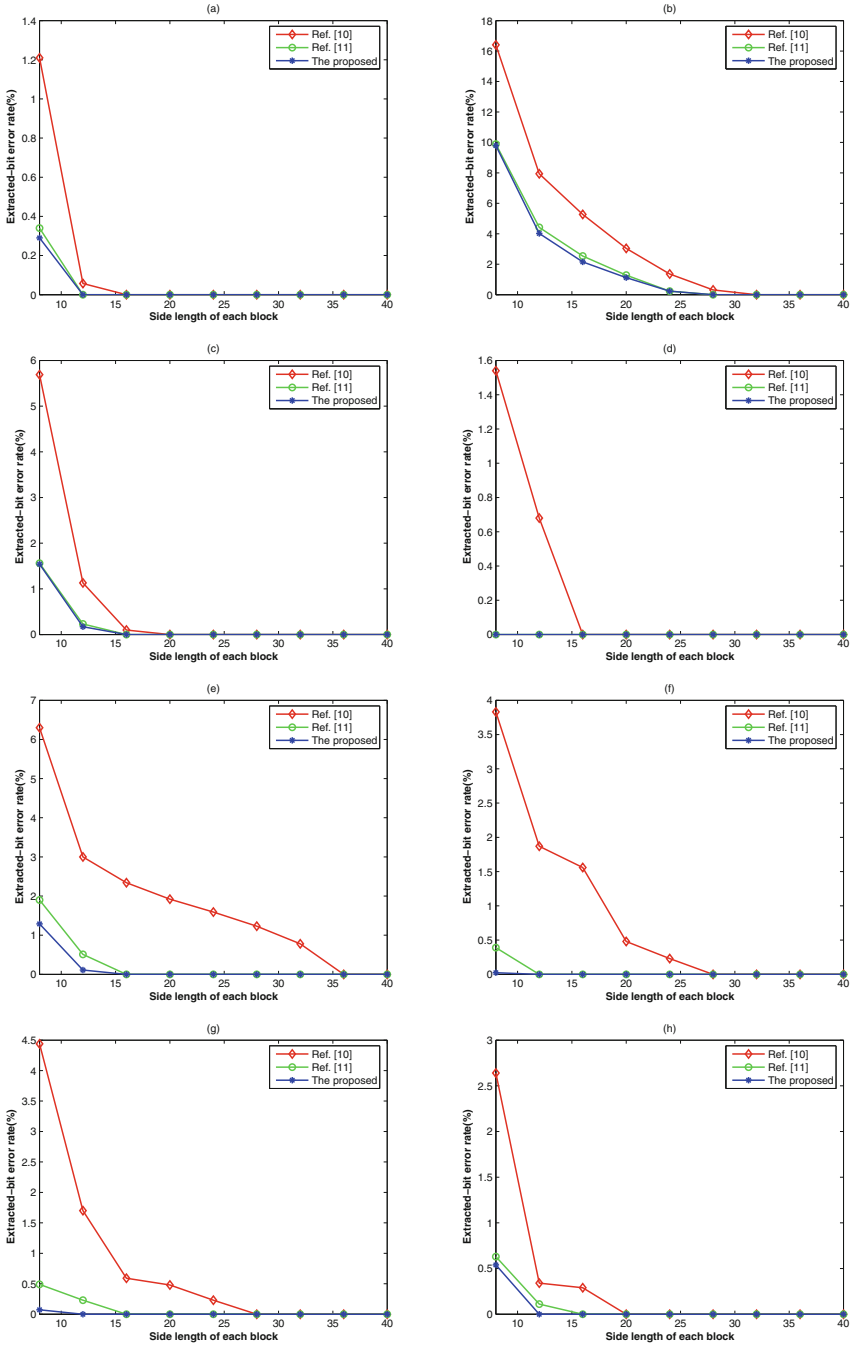 (a)
1.4
1.2
1
0.8
0.6
0.4
0.2
0
Extracted−bit error rate(%)
Ref. [10]
Ref. [11]
The proposed
10 15 20 25 30 35 40
Side length of each block
(b)
18
16
14
12
10
8
6
4
2
0
Extracted−bit error rate(%)
Ref. [10]
Ref. [11]
The proposed
10 15 20 25 30 35 40
Side length of each block
(c)
6
5
4
3
2
1
0
Extracted−bit error rate(%)
Ref. [10]
Ref. [11]
The proposed
10 15 20 25 30 35 40
Side length of each block
(d)
1.6
1.4
1.2
1
0.8
0.6
0.4
0.2
0
Extracted−bit error rate(%)
Ref. [10]
Ref. [11]
The proposed
10 15 20 25 30 35 40
Side length of each block
(e)
7
6
5
4
3
2
1
0
Extracted−bit error rate(%)
Ref. [10]
Ref. [11]
The proposed
10 15 20 25 30 35 40
Side length of each block
(f)
4
3.5
3
2.5
2
1.5
1
0.5
0
Extracted−bit error rate(%)
Ref. [10]
Ref. [11]
The proposed
10 15 20 25 30 35 40
Side length of each block
(g)
4.5
4
3.5
3
2.5
2
1.5
1
0.5
0
Extracted−bit error rate(%)
Ref. [10]
Ref. [11]
The proposed
10 15 20 25 30 35 40
Side length of each block
(h)
3
2.5
2
1.5
1
0.5
0
Extracted−bit error rate(%)
Ref. [10]
Ref. [11]
The proposed
10 15 20 25 30 35 40
Side length of each block